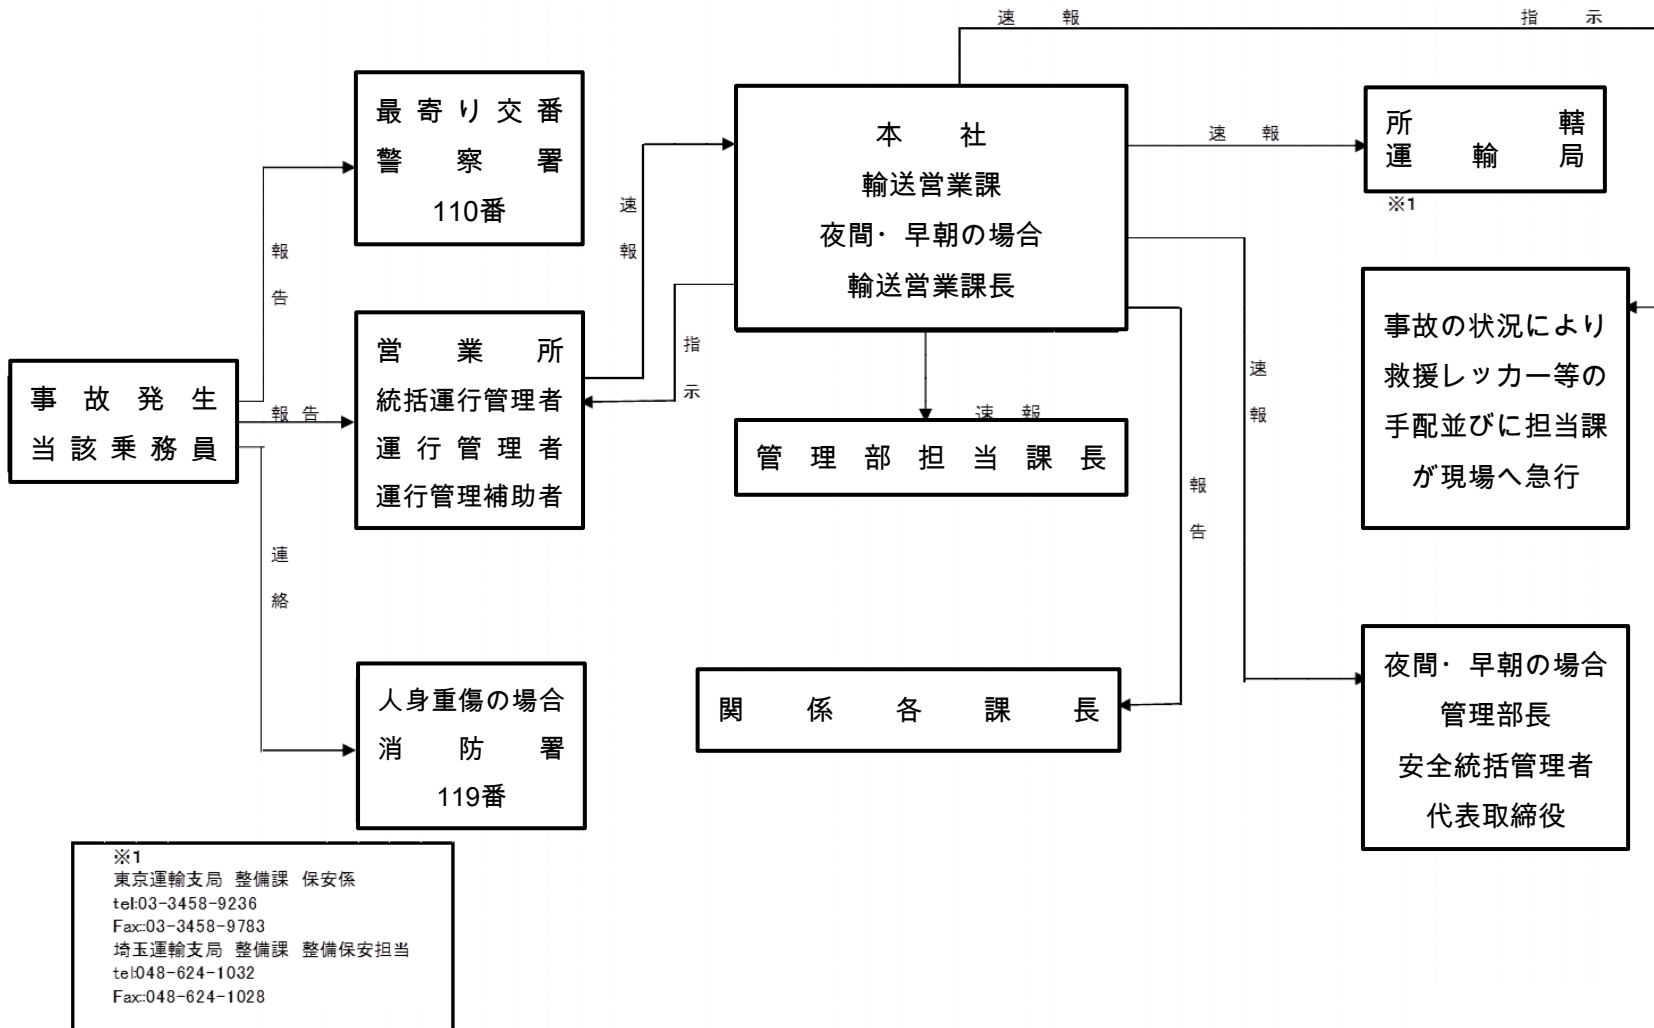 速 報
指 示
最寄り交番
警察署
110番
本 社
輸送営業課
夜間・早朝の場合
輸送営業課長
速 報
所轄
運輸局
※1
報
告
速
報
営業所
統括運行管理者
運行管理者
運行管理補助者
指
示
事故発生
当該乗務員
報 告
速 報
管理部担当課長
速
報
事故の状況により
救援レッカー等の
手配並びに担当課
が現場へ急行
報
告
連
絡
人身重傷の場合
消防署
119番
関係各課長
夜間・早朝の場合
管理部長
安全統括管理者
代表取締役
※1
東京運輸支局 整備課 保安係
tel:03-3458-9236
Fax:03-3458-9783
埼玉運輸支局 整備課 整備保安担当
tel:048-624-1032
Fax:048-624-1028